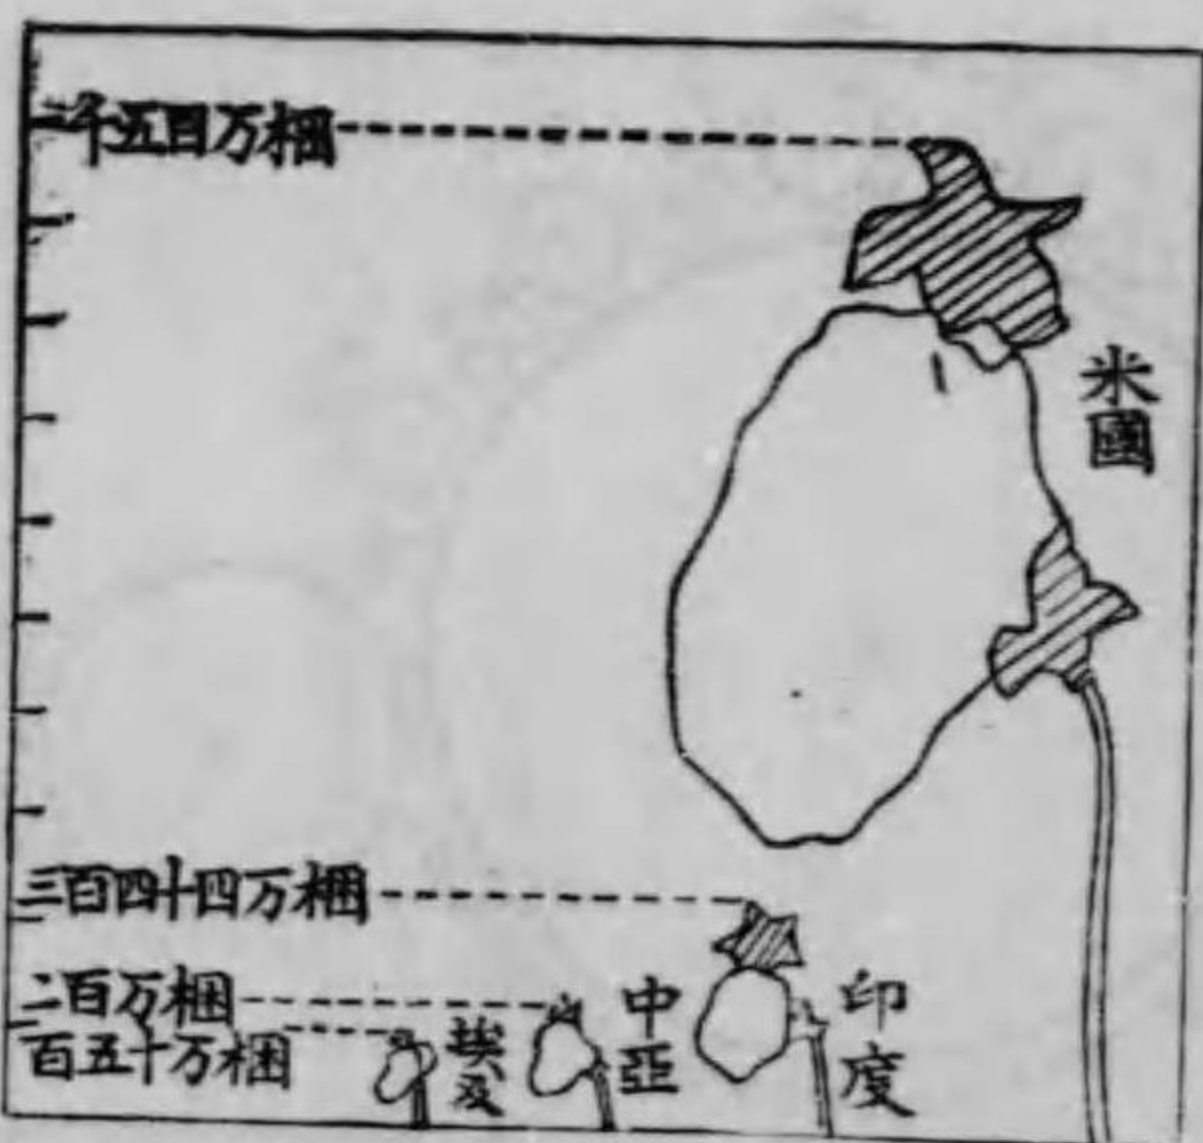 千五百万梱
米國
三百四十四万梱
二百万梱
百五十万梱
埃及
中亞
印度